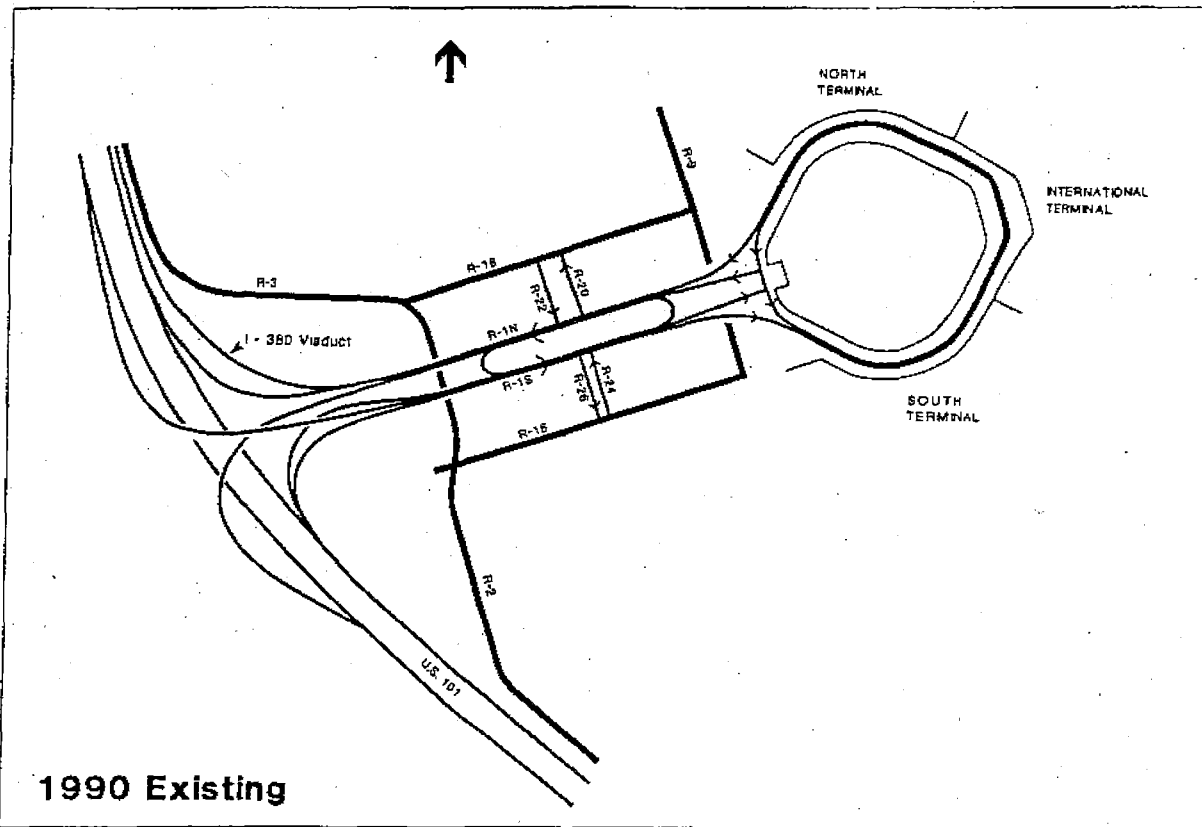 NORTH
TERMINAL
R-9
INTERNATIONAL
TERMINAL
R-18
R-3
R-20
R-22
R-1N
I - 380 Viaduct
R-1S
R-24
R-26
SOUTH
TERMINAL
R-16
R-2
U.S. 101
1990 Existing